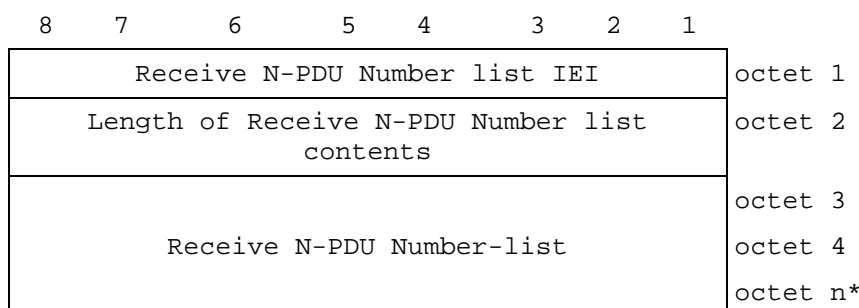 8 7 6 5 4 3 2 1
Receive N-PDU Number list IEI octet 1
Length of Receive N-PDU Number list octet 2
contents
octet 3
Receive N-PDU Number-list octet 4
octet n*